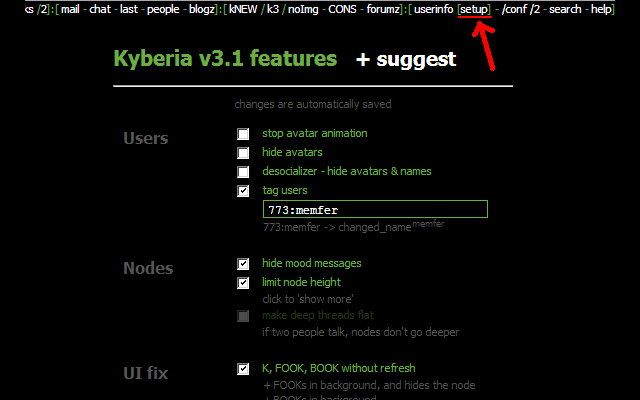 ks /2]:[ mail - chat - last - people - blogz]:[ kNEW / k3 / noImg - CONS - forumz]:[ userinfo [setup] - /conf /2 - search - help]
Kyberia v3.1 features + suggest
changes are automatically saved
Users
stop avatar animation
hide avatars
desocializer - hide avatars & names
tag users
773:memfer
773:memfer -> changed_name memfer
Nodes
hide mood messages
limit node height
click to 'show more'
make deep threads flat
if two people talk, nodes don't go deeper
UI fix
K, FOOK, BOOK without refresh
+ FOOKs in background, and hides the node
+ BOOKs in background